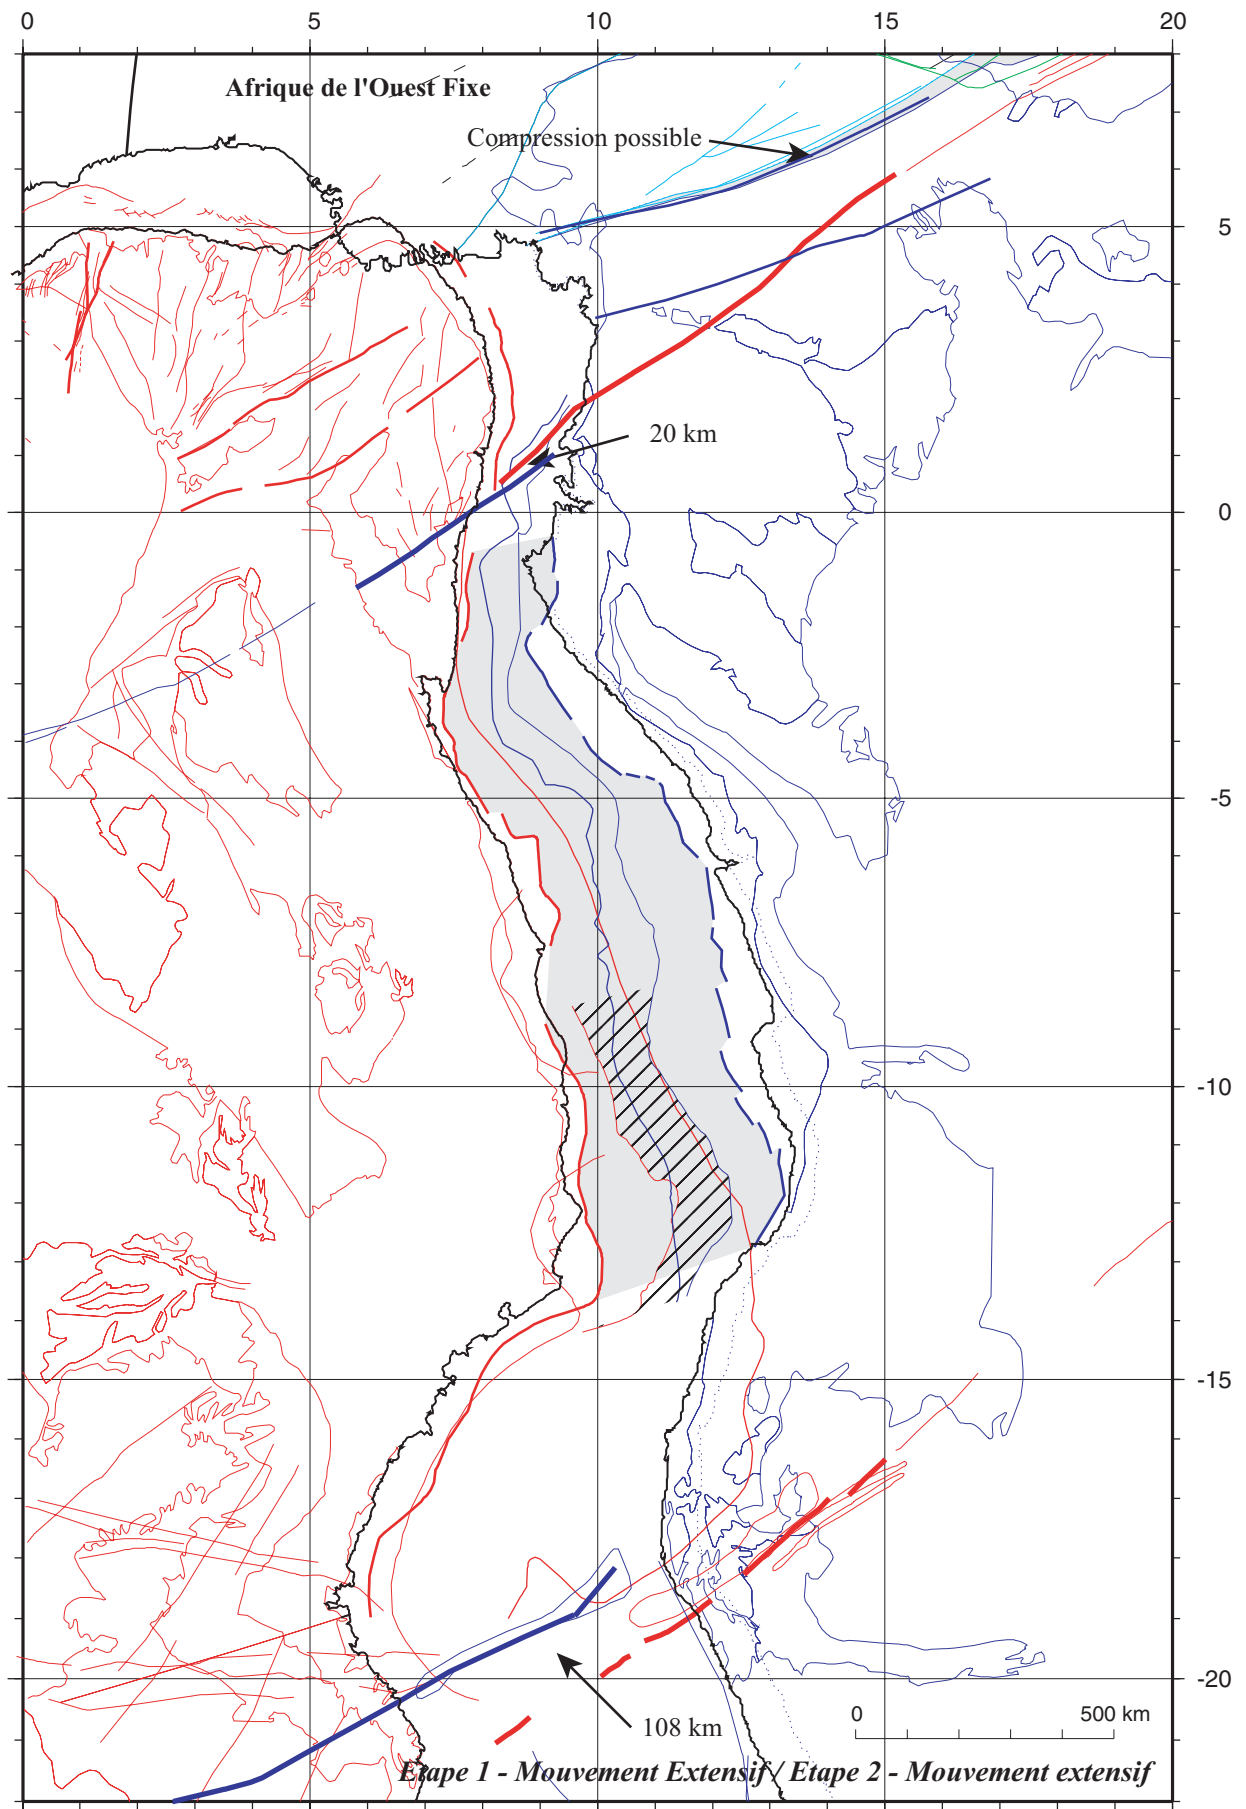 0 5 10 15 20
Afrique de l'Ouest Fixe
Compression possible
5
20 km
0
-5
-10
-15
-20
0 500 km
108 km
Etape 1 - Mouvement Extensif / Etape 2 - Mouvement extensif